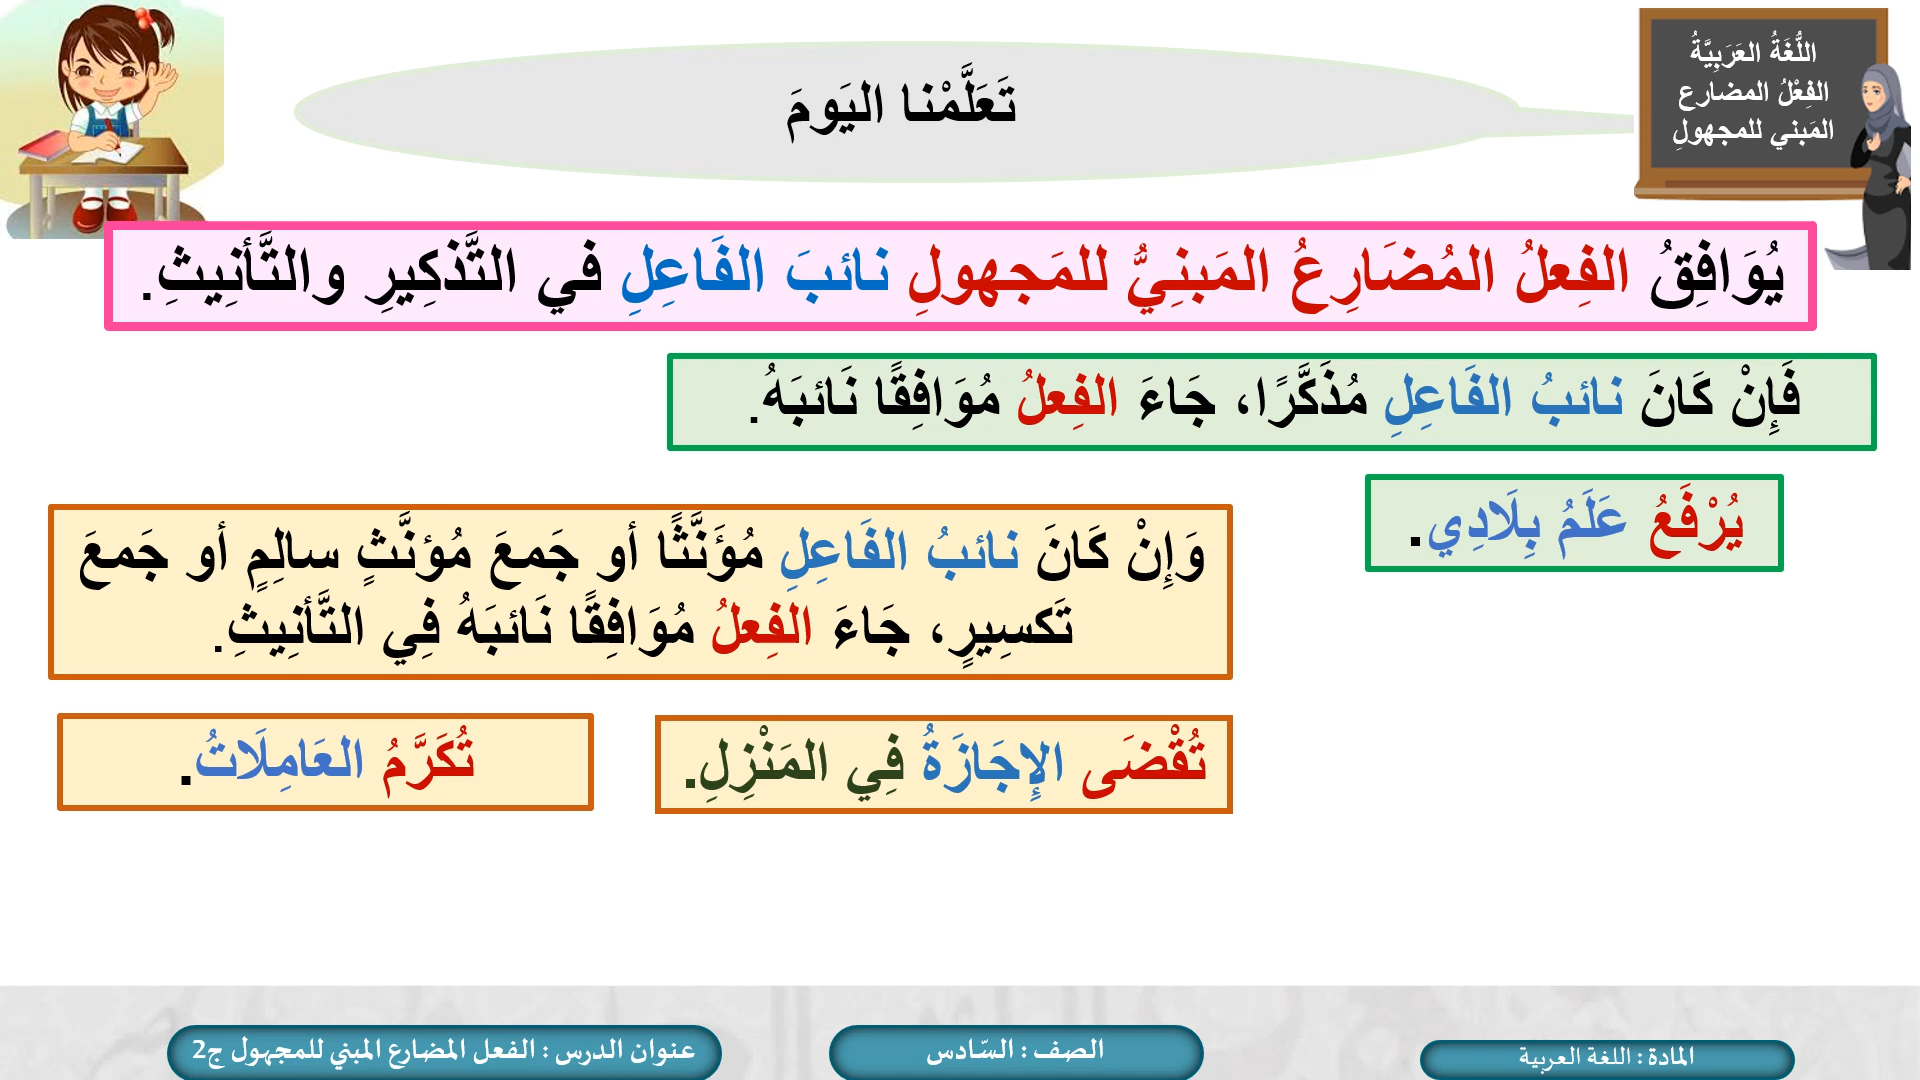 اللُّغَةُ العَرَبِيَّةُ
الفِعْلُ المضارع
المَبني للمجهولِ
تَعَلَّمْنا اليَومَ
يُوَافِقُ الفِعلُ المُضَارِعُ المَبنِيُّ للمَجهولِ نائبَ الفَاعِلِ في التَّذكِيرِ والتَّأنِيثِ.
فَإِنْ كَانَ نائبُ الفَاعِلِ مُذَكَّرًا، جَاءَ الفِعلُ مُوَافِقًا نَائبَهُ.
يُرْفَعُ عَلَمُ بِلَادِي.
وَإِنْ كَانَ نائبُ الفَاعِلِ مُؤَنَّثًا أو جَمعَ مُؤنَّثٍ سالِمٍ أو جَمعَ
تَكسِيرٍ، جَاءَ الفِعلُ مُوَافِقًا نَائبَهُ فِي التَّأنِيثِ.
تُقْضَى الإِجَازَةُ فِي المَنْزِلِ.
تُكَرَّمُ العَامِلَاتُ.
المادة : اللغة العربية
الصف : السّادس
عنوان الدرس : الفعل المضارع المبني للمجهول ج2